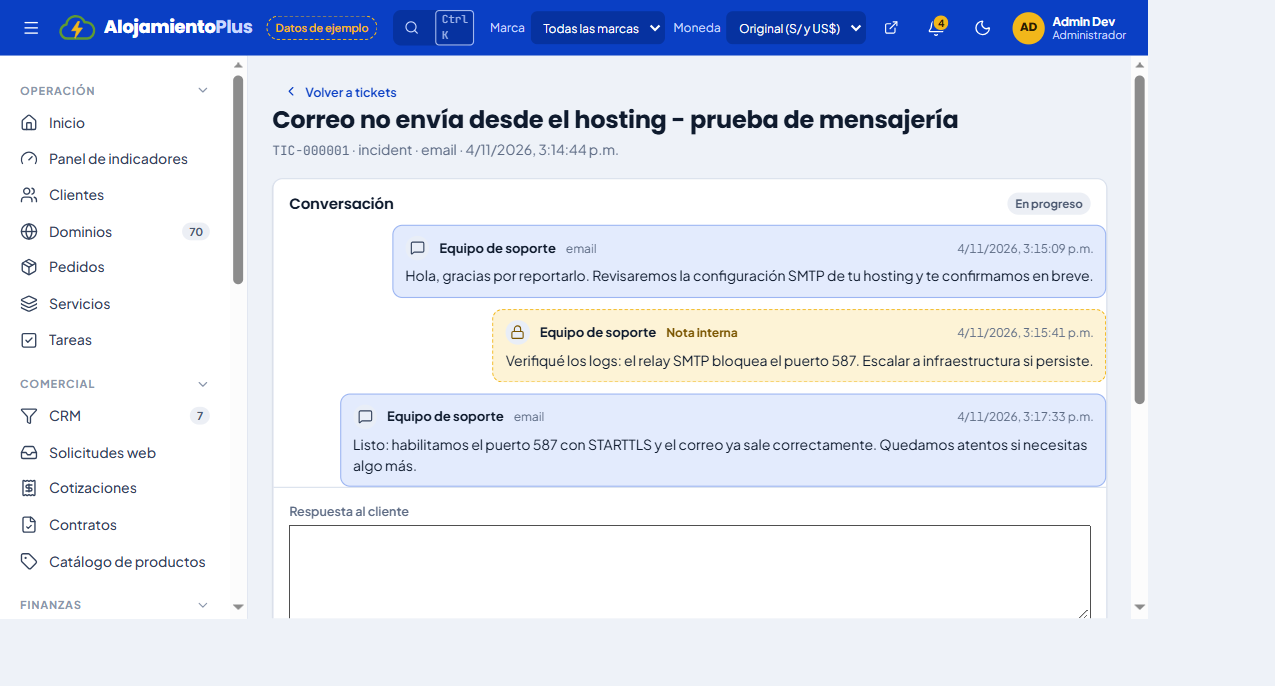 AlojamientoPlus
Datos de ejemplo
Ctrl K
Marca
Todas las marcas
Moneda
Original (S/ y US$)
4
AD
Admin Dev
Administrador
OPERACIÓN
Inicio
Panel de indicadores
Clientes
Dominios 70
Pedidos
Servicios
Tareas
COMERCIAL
CRM 7
Solicitudes web
Cotizaciones
Contratos
Catálogo de productos
FINANZAS
Volver a tickets
Correo no envía desde el hosting - prueba de mensajería
TIC-000001 · incident · email · 4/11/2026, 3:14:44 p.m.
Conversación
En progreso
Equipo de soporte email 4/11/2026, 3:15:09 p.m.
Hola, gracias por reportarlo. Revisaremos la configuración SMTP de tu hosting y te confirmamos en breve.
Equipo de soporte Nota interna 4/11/2026, 3:15:41 p.m.
Verifiqué los logs: el relay SMTP bloquea el puerto 587. Escalar a infraestructura si persiste.
Equipo de soporte email 4/11/2026, 3:17:33 p.m.
Listo: habilitamos el puerto 587 con STARTTLS y el correo ya sale correctamente. Quedamos atentos si necesitas
algo más.
Respuesta al cliente